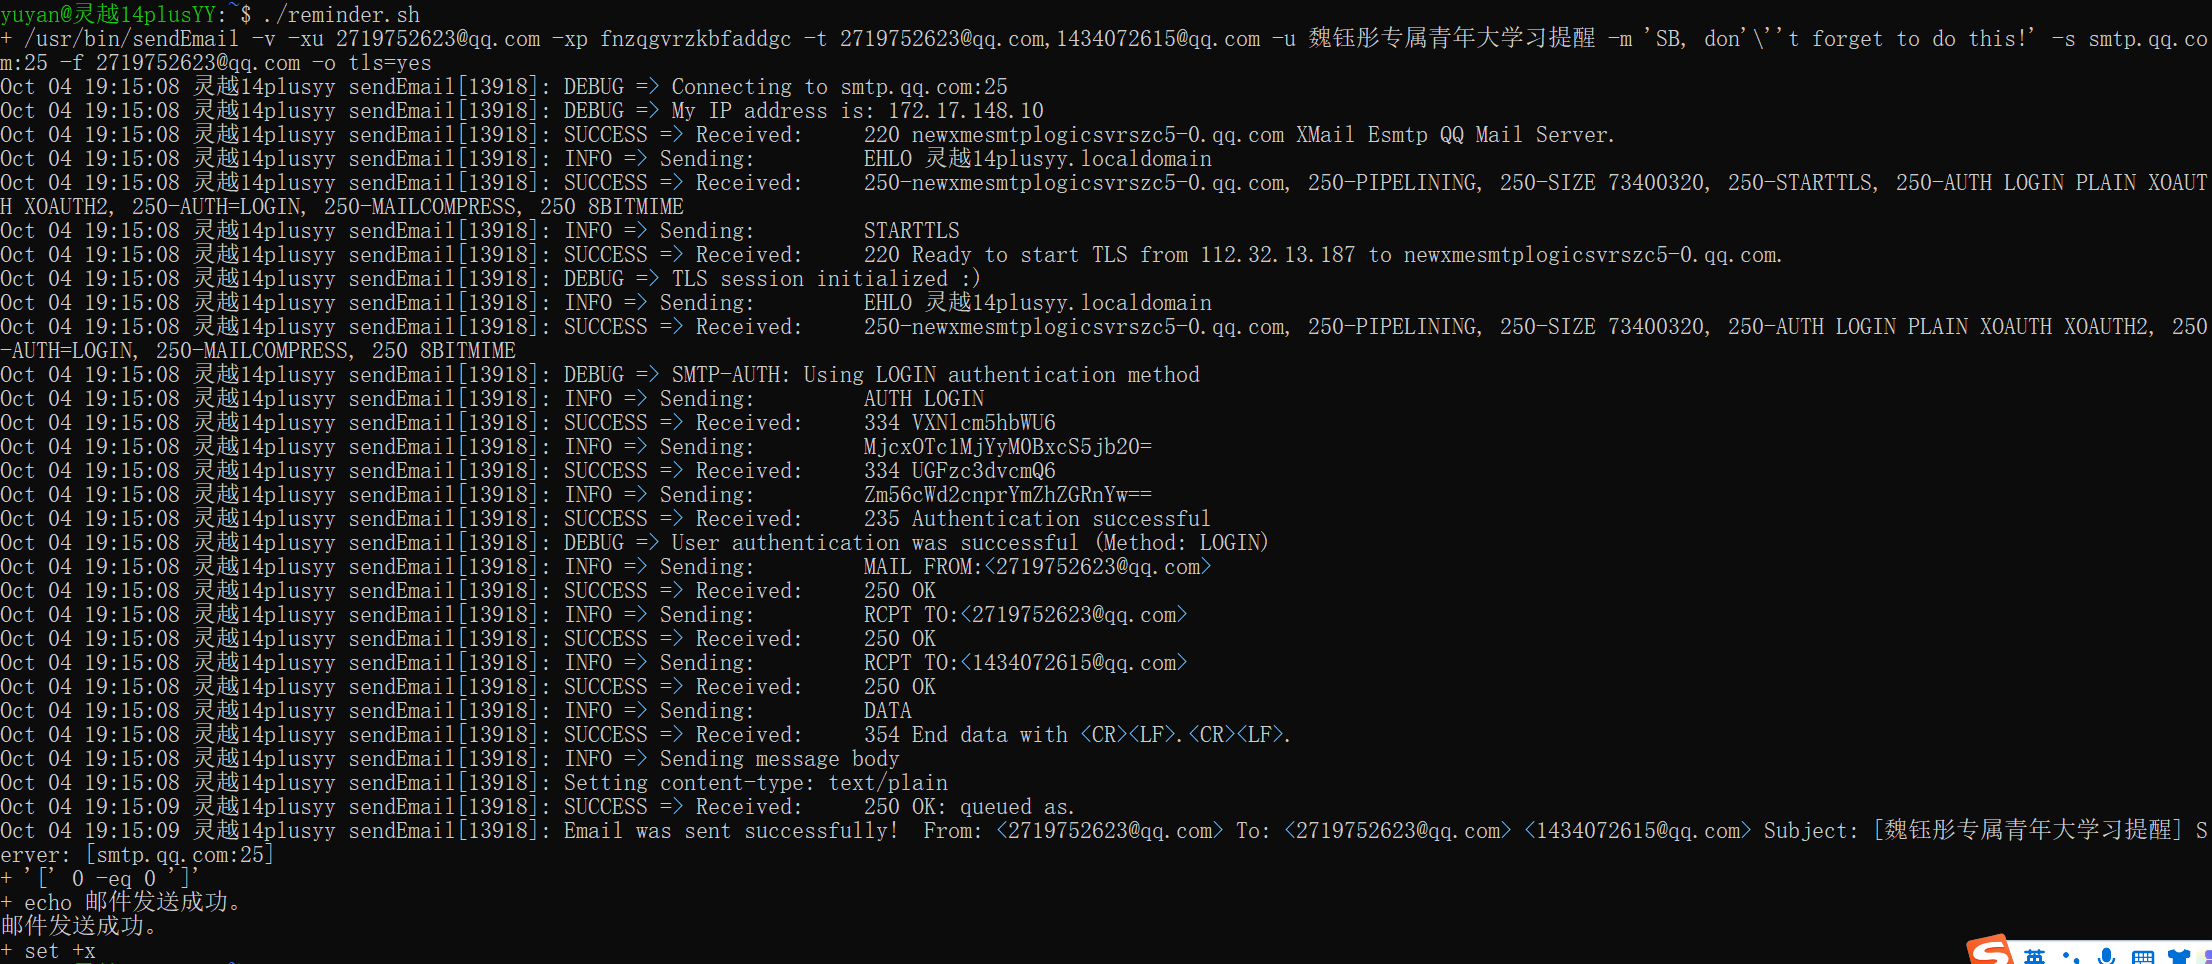 yuyan@灵越14plusYY:~$ ./reminder.sh
+ /usr/bin/sendEmail -v -xu 2719752623@qq.com -xp fnzqgvrzkbfaddgc -t 2719752623@qq.com,1434072615@qq.com -u 魏钰彤专属青年大学习提醒 -m 'SB, don'\''t forget to do this!' -s smtp.qq.co
m:25 -f 2719752623@qq.com -o tls=yes
Oct 04 19:15:08 灵越14plusyy sendEmail[13918]: DEBUG => Connecting to smtp.qq.com:25
Oct 04 19:15:08 灵越14plusyy sendEmail[13918]: DEBUG => My IP address is: 172.17.148.10
Oct 04 19:15:08 灵越14plusyy sendEmail[13918]: SUCCESS => Received:     220 newxmesmtplogicsvrszc5-0.qq.com XMail Esmtp QQ Mail Server.
Oct 04 19:15:08 灵越14plusyy sendEmail[13918]: INFO => Sending:         EHLO 灵越14plusyy.localdomain
Oct 04 19:15:08 灵越14plusyy sendEmail[13918]: SUCCESS => Received:     250-newxmesmtplogicsvrszc5-0.qq.com, 250-PIPELINING, 250-SIZE 73400320, 250-STARTTLS, 250-AUTH LOGIN PLAIN XOAUT
H XOAUTH2, 250-AUTH=LOGIN, 250-MAILCOMPRESS, 250 8BITMIME
Oct 04 19:15:08 灵越14plusyy sendEmail[13918]: INFO => Sending:         STARTTLS
Oct 04 19:15:08 灵越14plusyy sendEmail[13918]: SUCCESS => Received:     220 Ready to start TLS from 112.32.13.187 to newxmesmtplogicsvrszc5-0.qq.com.
Oct 04 19:15:08 灵越14plusyy sendEmail[13918]: DEBUG => TLS session initialized :)
Oct 04 19:15:08 灵越14plusyy sendEmail[13918]: INFO => Sending:         EHLO 灵越14plusyy.localdomain
Oct 04 19:15:08 灵越14plusyy sendEmail[13918]: SUCCESS => Received:     250-newxmesmtplogicsvrszc5-0.qq.com, 250-PIPELINING, 250-SIZE 73400320, 250-AUTH LOGIN PLAIN XOAUTH XOAUTH2, 250
-AUTH=LOGIN, 250-MAILCOMPRESS, 250 8BITMIME
Oct 04 19:15:08 灵越14plusyy sendEmail[13918]: DEBUG => SMTP-AUTH: Using LOGIN authentication method
Oct 04 19:15:08 灵越14plusyy sendEmail[13918]: INFO => Sending:         AUTH LOGIN
Oct 04 19:15:08 灵越14plusyy sendEmail[13918]: SUCCESS => Received:     334 VXNlcm5hbWU6
Oct 04 19:15:08 灵越14plusyy sendEmail[13918]: INFO => Sending:         MjcxOTc1MjYyM0BxcS5jb20=
Oct 04 19:15:08 灵越14plusyy sendEmail[13918]: SUCCESS => Received:     334 UGFzc3dvcmQ6
Oct 04 19:15:08 灵越14plusyy sendEmail[13918]: INFO => Sending:         Zm56cWd2cnprYmZhZGRnYw==
Oct 04 19:15:08 灵越14plusyy sendEmail[13918]: SUCCESS => Received:     235 Authentication successful
Oct 04 19:15:08 灵越14plusyy sendEmail[13918]: DEBUG => User authentication was successful (Method: LOGIN)
Oct 04 19:15:08 灵越14plusyy sendEmail[13918]: INFO => Sending:         MAIL FROM:<2719752623@qq.com>
Oct 04 19:15:08 灵越14plusyy sendEmail[13918]: SUCCESS => Received:     250 OK
Oct 04 19:15:08 灵越14plusyy sendEmail[13918]: INFO => Sending:         RCPT TO:<2719752623@qq.com>
Oct 04 19:15:08 灵越14plusyy sendEmail[13918]: SUCCESS => Received:     250 OK
Oct 04 19:15:08 灵越14plusyy sendEmail[13918]: INFO => Sending:         RCPT TO:<1434072615@qq.com>
Oct 04 19:15:08 灵越14plusyy sendEmail[13918]: SUCCESS => Received:     250 OK
Oct 04 19:15:08 灵越14plusyy sendEmail[13918]: INFO => Sending:         DATA
Oct 04 19:15:08 灵越14plusyy sendEmail[13918]: SUCCESS => Received:     354 End data with <CR><LF>.<CR><LF>.
Oct 04 19:15:08 灵越14plusyy sendEmail[13918]: INFO => Sending message body
Oct 04 19:15:08 灵越14plusyy sendEmail[13918]: Setting content-type: text/plain
Oct 04 19:15:09 灵越14plusyy sendEmail[13918]: SUCCESS => Received:     250 OK: queued as.
Oct 04 19:15:09 灵越14plusyy sendEmail[13918]: Email was sent successfully!  From: <2719752623@qq.com> To: <2719752623@qq.com> <1434072615@qq.com> Subject: [魏钰彤专属青年大学习提醒] S
erver: [smtp.qq.com:25]
+ '[' 0 -eq 0 ']'
+ echo 邮件发送成功。
邮件发送成功。
+ set +x
英